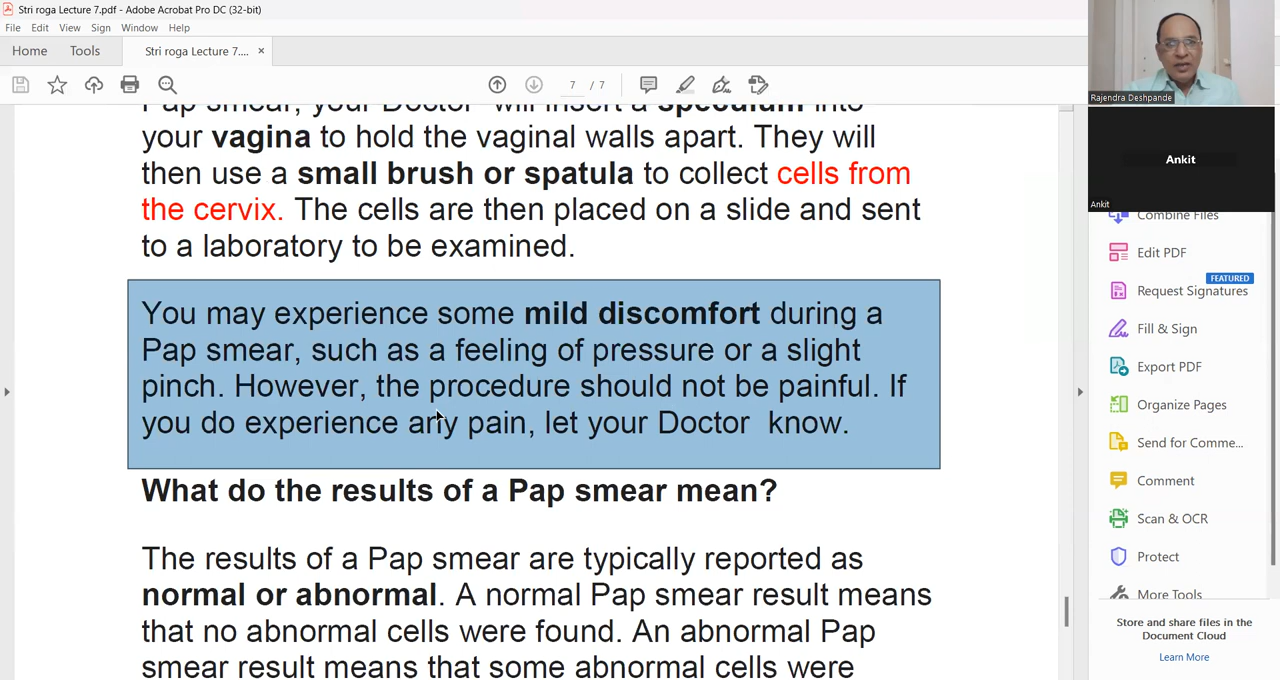 Stri roga Lecture 7.pdf - Adobe Acrobat Pro DC (32-bit)
File Edit View Sign Window Help
Home Tools Stri roga Lecture 7.... ×
7 / 7
Pap smear, your Doctor will insert a speculum into
your vagina to hold the vaginal walls apart. They will
then use a small brush or spatula to collect cells from
the cervix. The cells are then placed on a slide and sent
to a laboratory to be examined.
You may experience some mild discomfort during a
Pap smear, such as a feeling of pressure or a slight
pinch. However, the procedure should not be painful. If
you do experience any pain, let your Doctor know.
What do the results of a Pap smear mean?
The results of a Pap smear are typically reported as
normal or abnormal. A normal Pap smear result means
that no abnormal cells were found. An abnormal Pap
smear result means that some abnormal cells were
Rajendra Deshpande
Ankit
Ankit
Combine Files
Edit PDF
FEATURED
Request Signatures
Fill & Sign
Export PDF
Organize Pages
Send for Comme...
Comment
Scan & OCR
Protect
More Tools
Store and share files in the
Document Cloud
Learn More